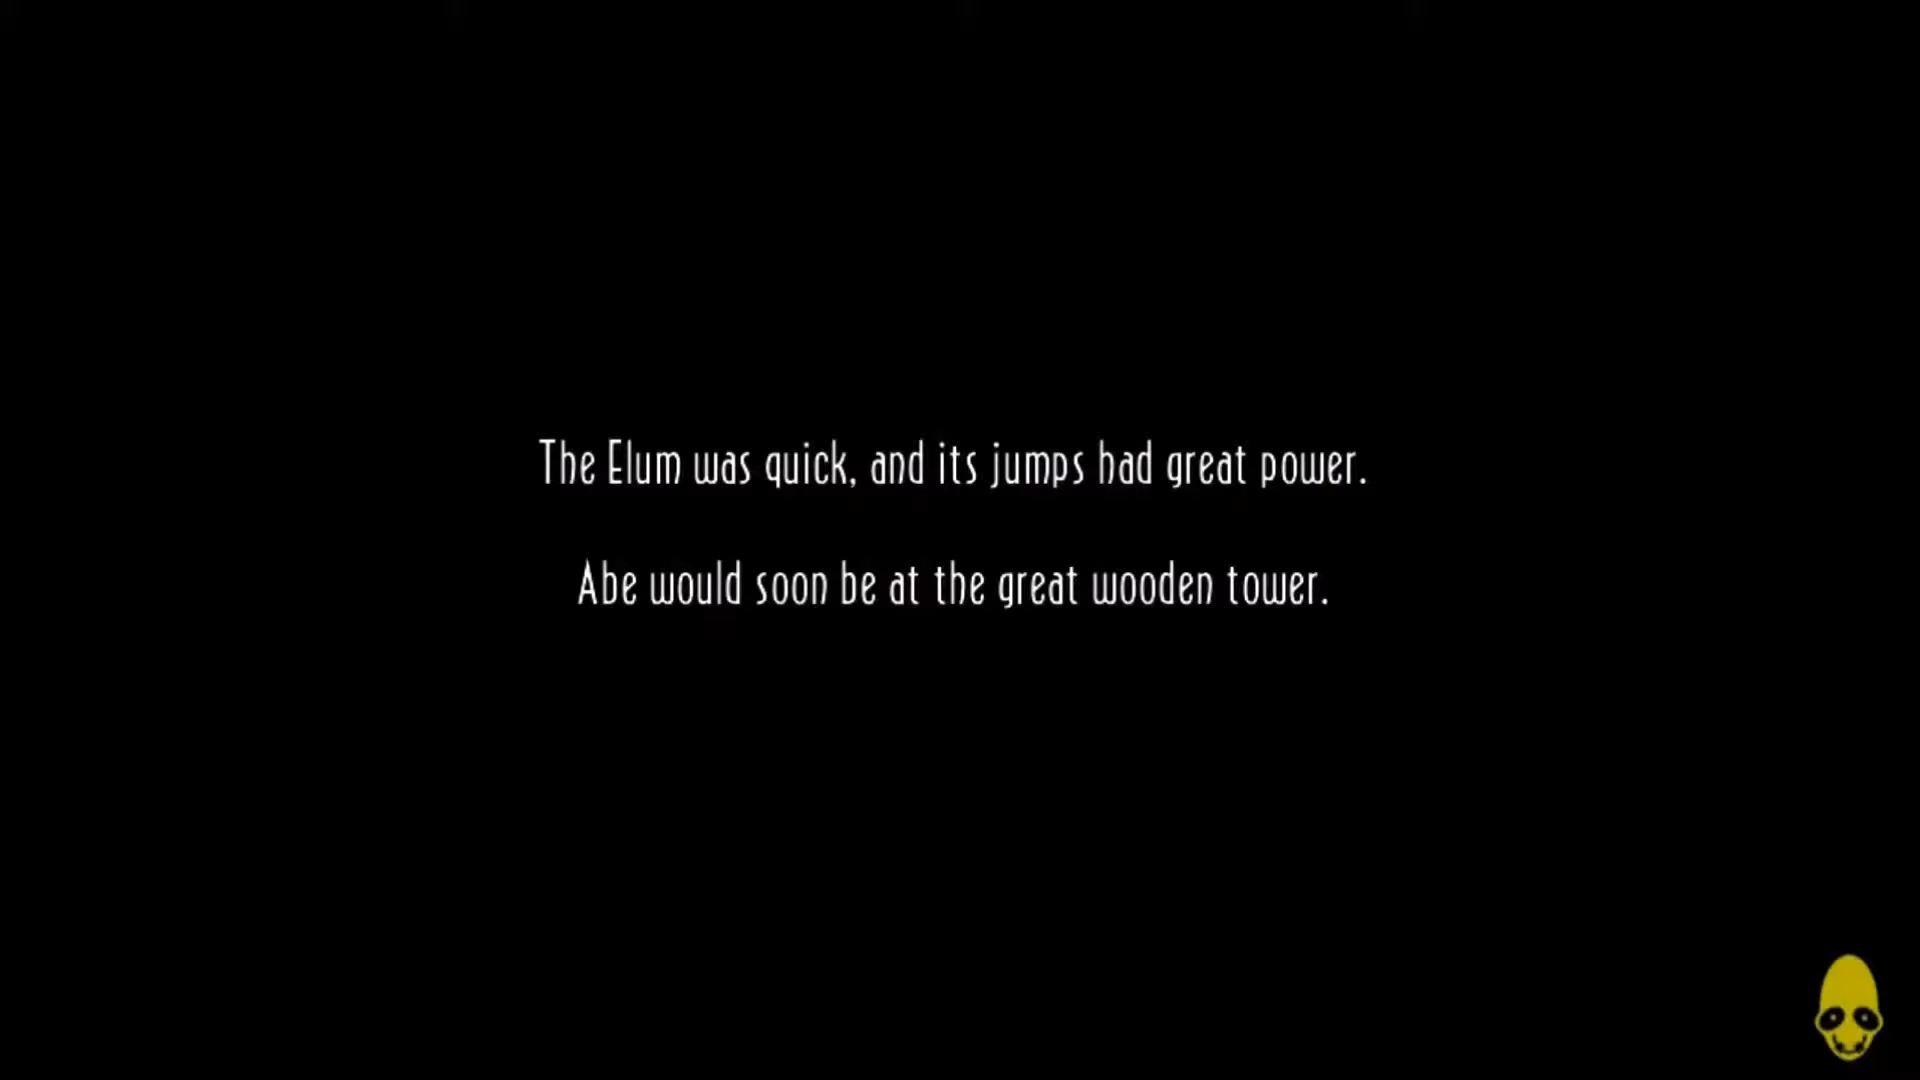 The Elum was quick, and its jumps had great power.
Abe would soon be at the great wooden tower.